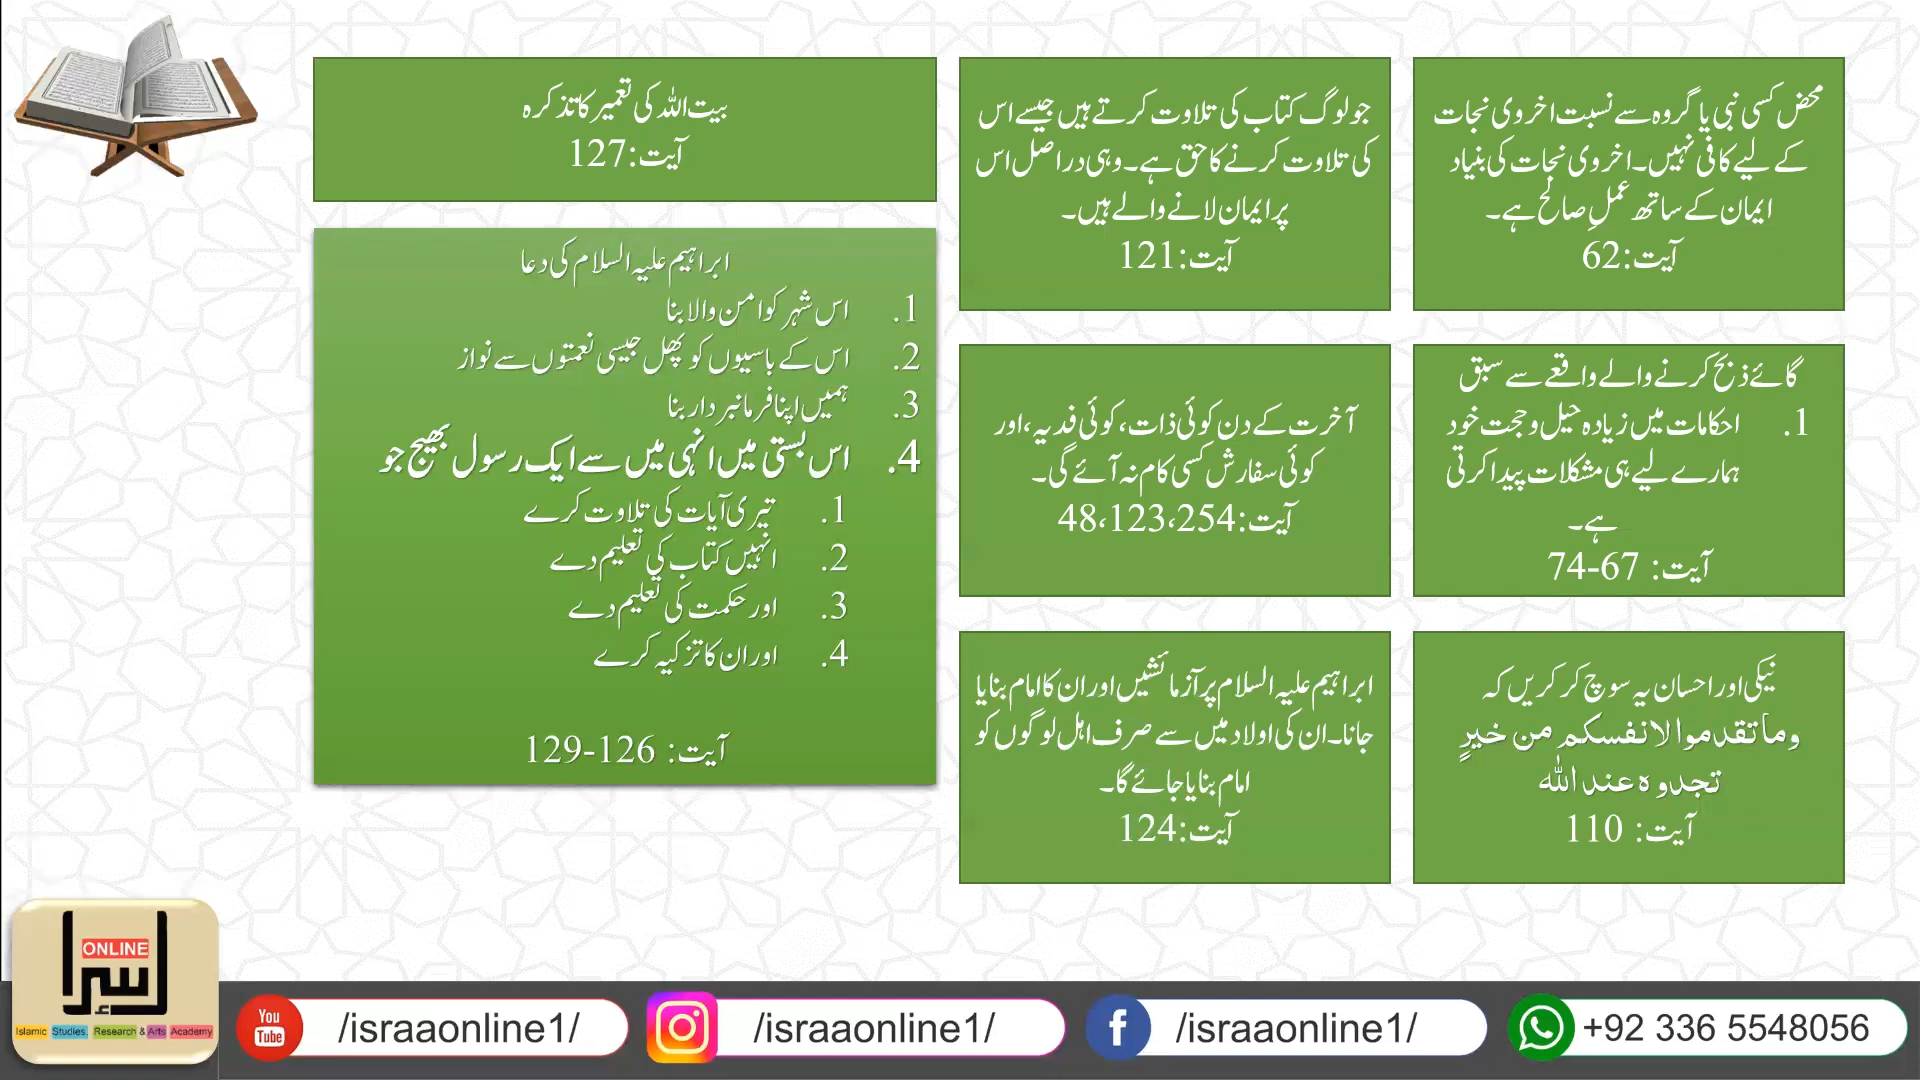 محض کسی نبی یا گروہ سے نسبت اخروی نجات
کے لیے کافی نہیں۔ اخروی نجات کی بنیاد
ایمان کے ساتھ عملِ صالح ہے۔
آیت:62
گائے ذبح کرنے والے واقعے سے سبق
1. احکامات میں زیادہ حیل و حجت خود
ہمارے لیے ہی مشکلات پیدا کرتی
ہے۔
آیت: 67-74
نیکی اور احسان یہ سوچ کر کریں کہ
وما تقدموا لانفسکم من خیرٍ
تجدوہ عند اللہ
آیت: 110
جو لوگ کتاب کی تلاوت کرتے ہیں جیسے اس
کی تلاوت کرنے کا حق ہے۔ وہی دراصل اس
پر ایمان لانے والے ہیں۔
آیت:121
آخرت کے دن کوئی ذات، کوئی فدیہ، اور
کوئی سفارش کسی کام نہ آئے گی۔
آیت:48،123،254
ابراہیم علیہ السلام پر آزمائشیں اور ان کا امام بنایا
جانا۔ ان کی اولاد میں سے صرف اہل لوگوں کو
امام بنایا جائے گا۔
آیت:124
بیت اللہ کی تعمیر کا تذکرہ
آیت:127
ابراہیم علیہ السلام کی دعا
1. اس شہر کو امن والا بنا
2. اس کے باسیوں کو پھل جیسی نعمتوں سے نواز
3. ہمیں اپنا فرمانبردار بنا
4. اس بستی میں انہی میں سے ایک رسول بھیج جو
1. تیری آیات کی تلاوت کرے
2. انہیں کتاب کی تعلیم دے
3. اور حکمت کی تعلیم دے
4. اور ان کا تزکیہ کرے
آیت: 126-129
ONLINE
إسرا
Islamic Studies, Research & Arts Academy
You
Tube
/israaonline1/
/israaonline1/
/israaonline1/
+92 336 5548056